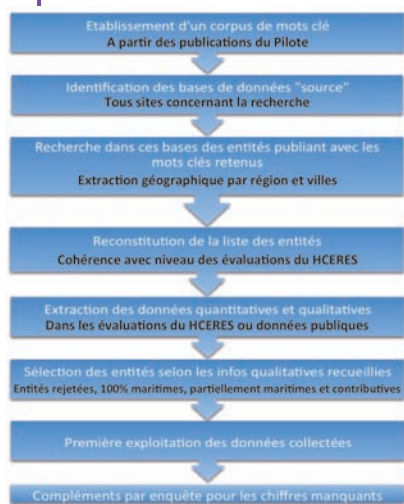 Etablissement d'un corpus de mots clé
A partir des publications du Pilote
Identification des bases de données "source"
Tous sites concernant la recherche
Recherche dans ces bases des entités publiant avec les
mots clés retenus
Extraction géographique par région et villes
Reconstitution de la liste des entités
Cohérence avec niveau des évaluations du HCERES
Extraction des données quantitatives et qualitatives
Dans les évaluations du HCERES ou données publiques
Sélection des entités selon les infos qualitatives recueillies
Entités rejetées, 100% maritimes, partiellement maritimes et contributives
Première exploitation des données collectées
Compléments par enquête pour les chiffres manquants